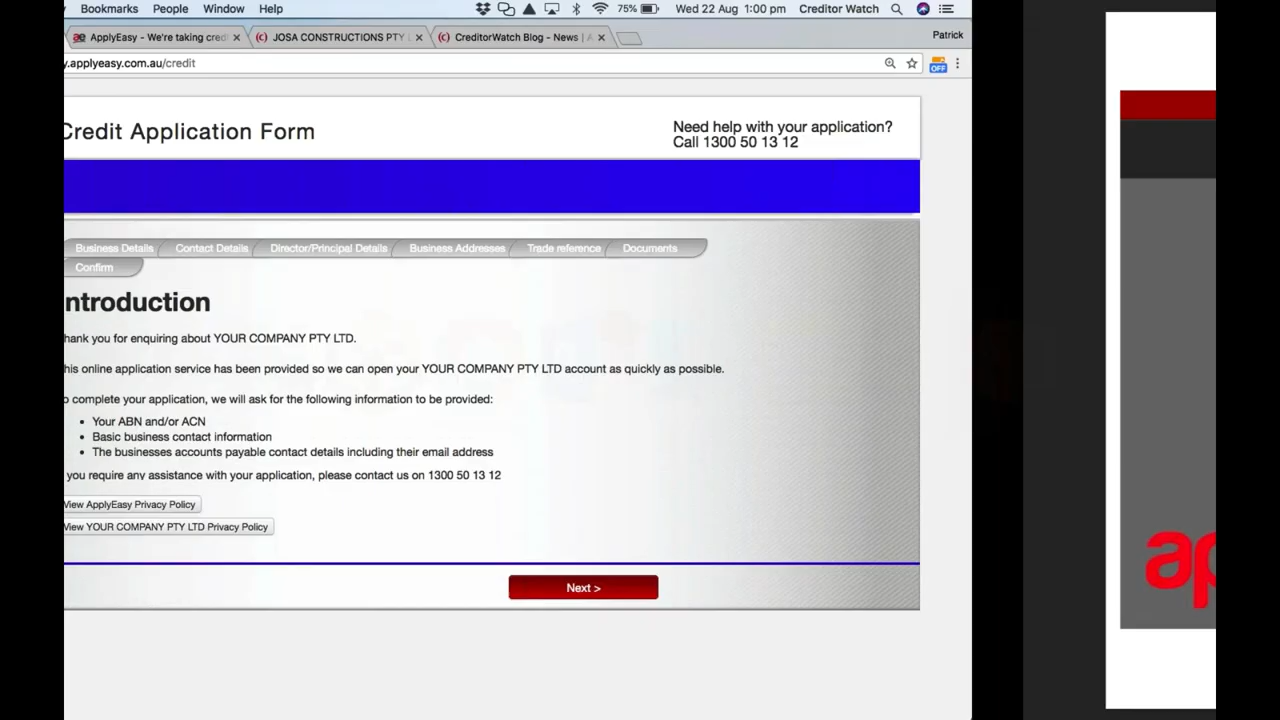 Bookmarks People Window Help 75% Wed 22 Aug 1:00 pm Creditor Watch
ApplyEasy - We're taking credi JOSA CONSTRUCTIONS PTY L CreditorWatch Blog - News | A Patrick
y.applyeasy.com.au/credit OFF
Credit Application Form
Need help with your application?
Call 1300 50 13 12
Business Details Contact Details Director/Principal Details Business Addresses Trade reference Documents
Confirm
ntroduction
hank you for enquiring about YOUR COMPANY PTY LTD.
his online application service has been provided so we can open your YOUR COMPANY PTY LTD account as quickly as possible.
o complete your application, we will ask for the following information to be provided:
• Your ABN and/or ACN
• Basic business contact information
• The businesses accounts payable contact details including their email address
you require any assistance with your application, please contact us on 1300 50 13 12
View ApplyEasy Privacy Policy
View YOUR COMPANY PTY LTD Privacy Policy
ap
Next >